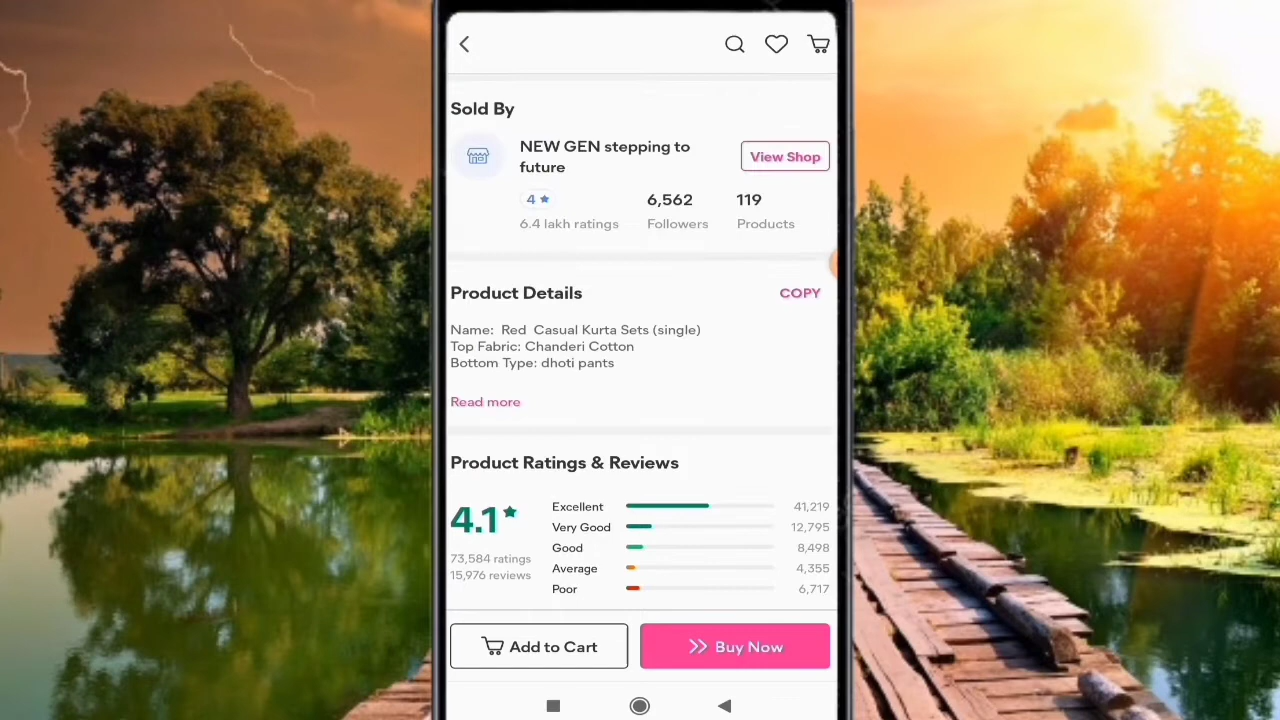 Sold By
NEW GEN stepping to
future
View Shop
4 ★
6,562
119
6.4 lakh ratings
Followers
Products
Product Details
COPY
Name:  Red  Casual Kurta Sets (single)
Top Fabric: Chanderi Cotton
Bottom Type: dhoti pants
Read more
Product Ratings & Reviews
4.1★
73,584 ratings
15,976 reviews
Excellent 41,219
Very Good 12,795
Good 8,498
Average 4,355
Poor 6,717
Add to Cart
Buy Now